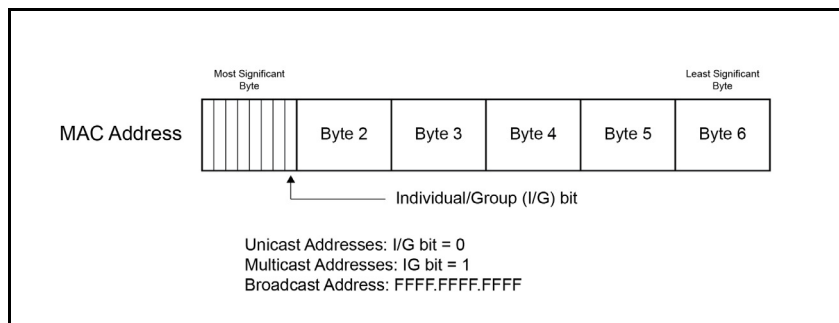 Most Significant
Byte
Least Significant
Byte
MAC Address
Byte 2
Byte 3
Byte 4
Byte 5
Byte 6
Individual/Group (I/G) bit
Unicast Addresses: I/G bit = 0
Multicast Addresses: IG bit = 1
Broadcast Address: FFFF.FFFF.FFFF